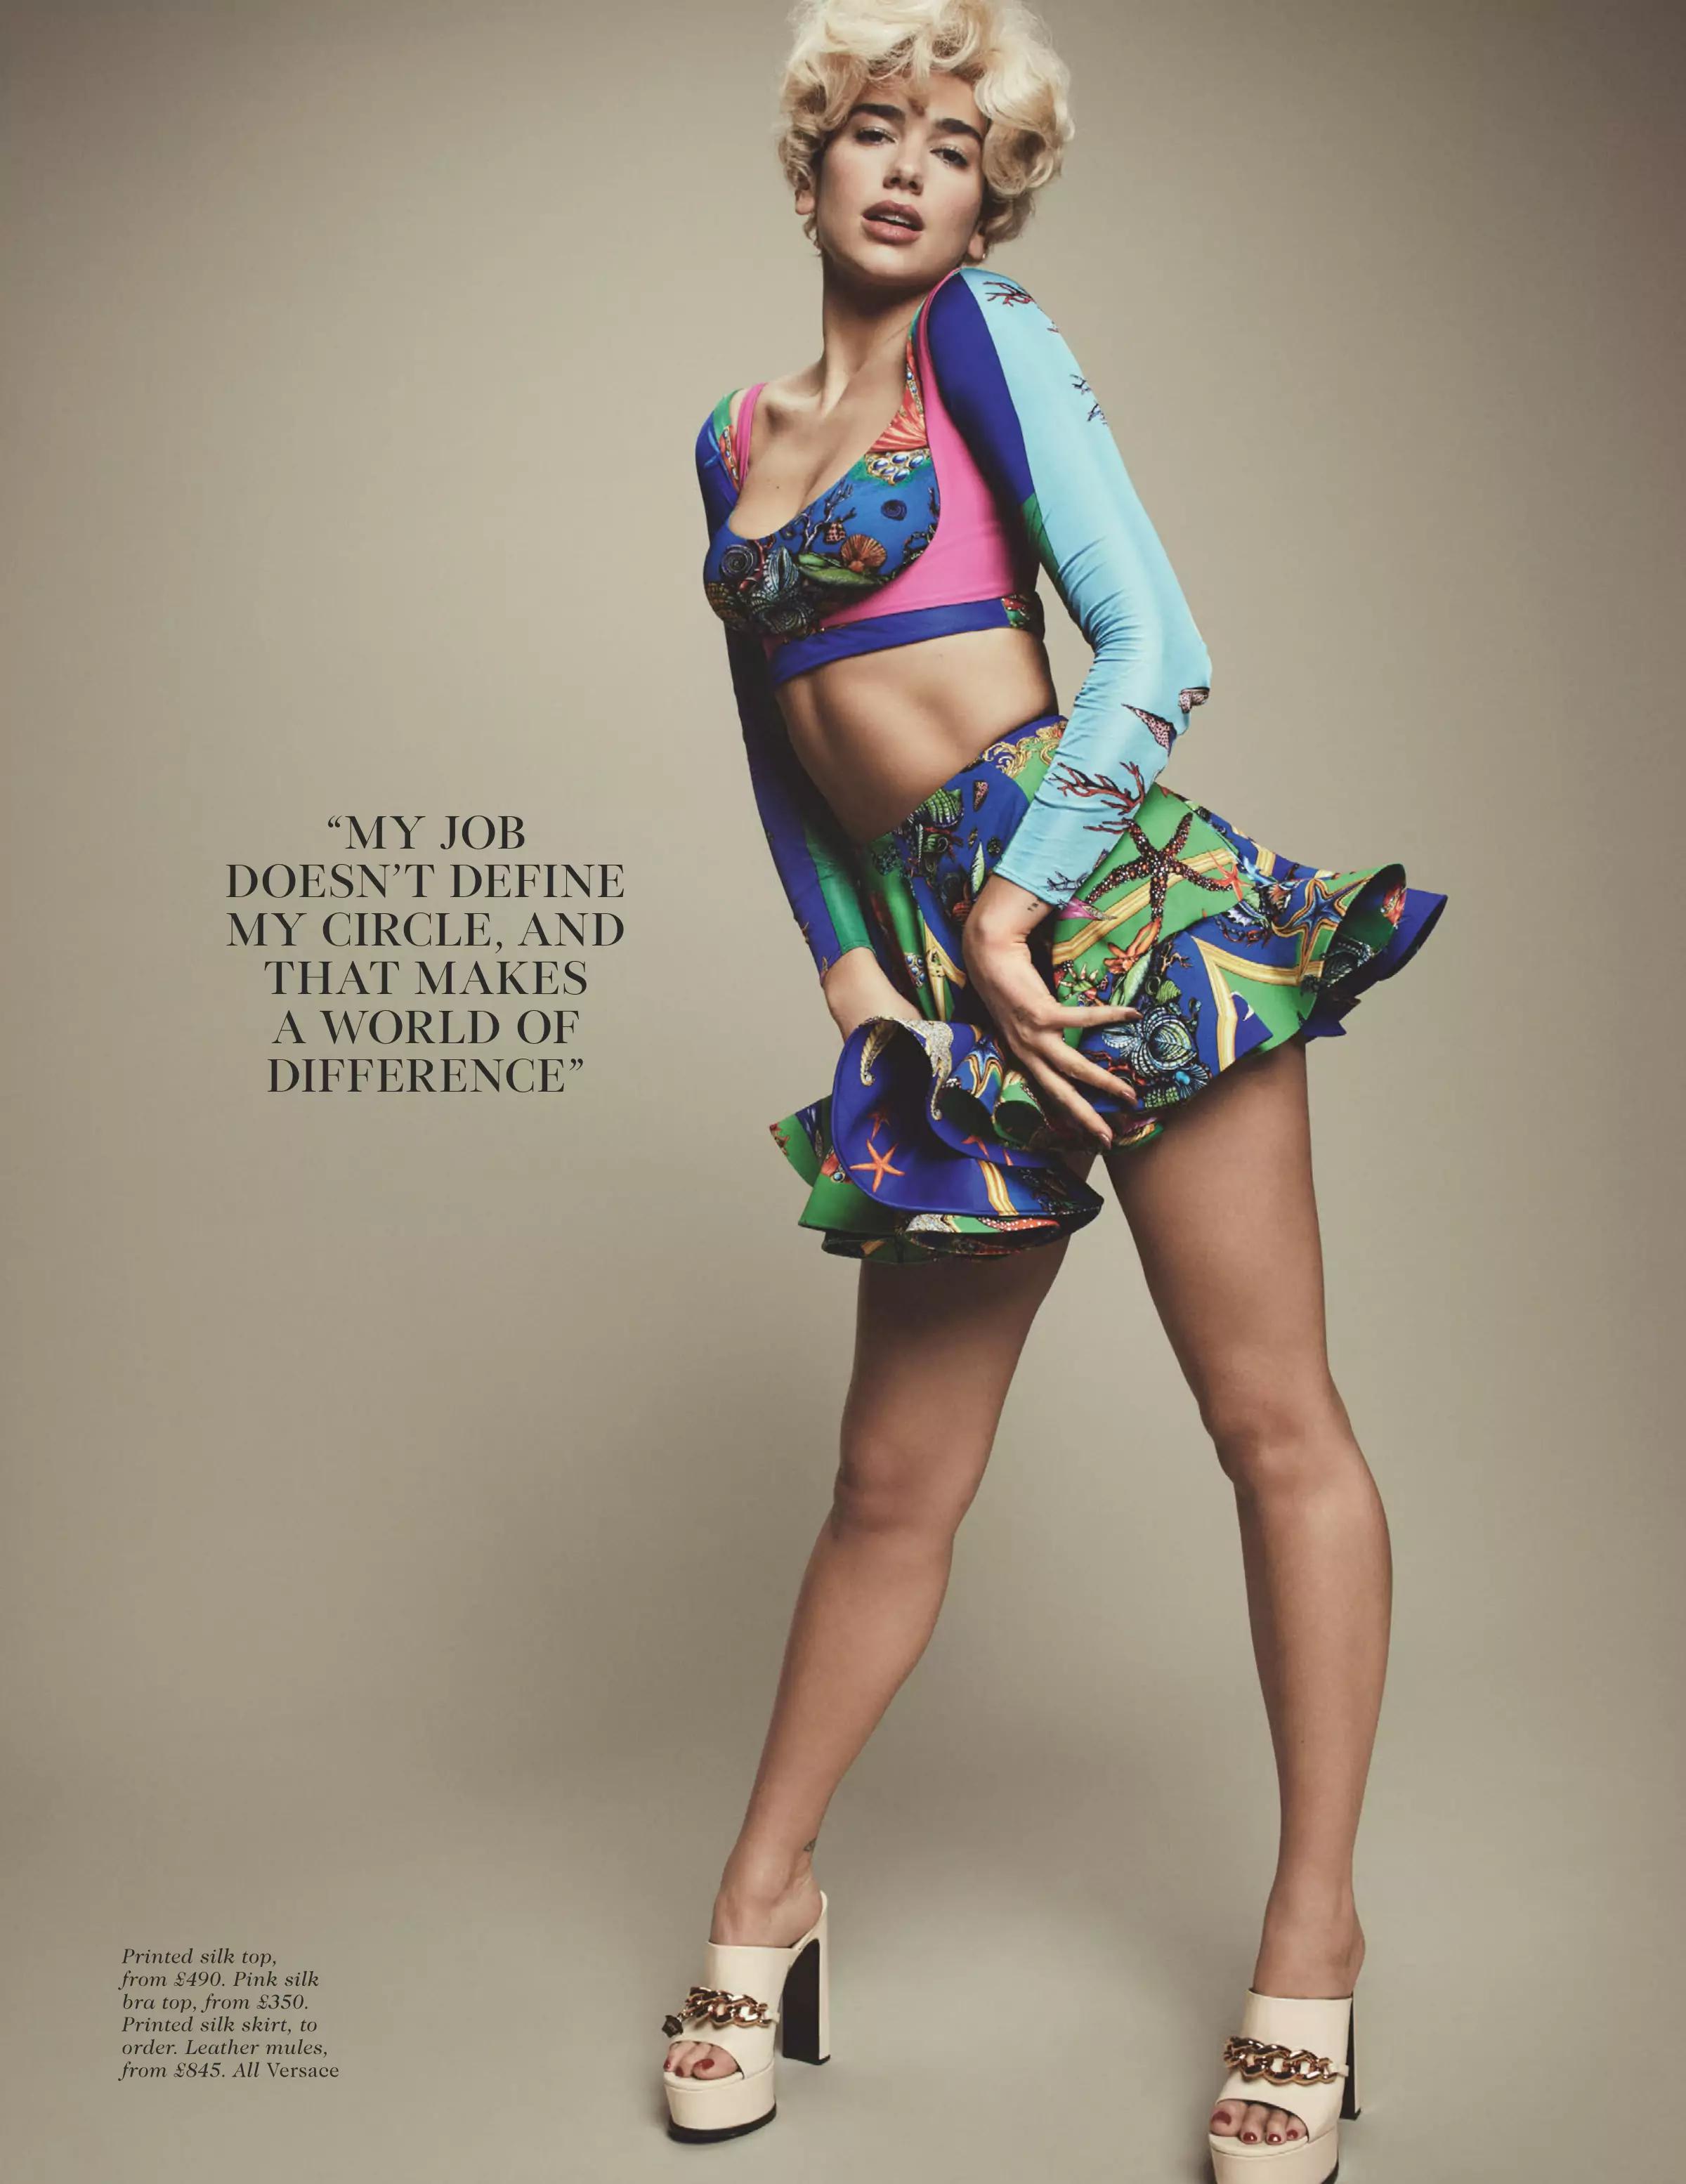 “MY JOB
DOESN’T DEFINE
MY CIRCLE, AND
THAT MAKES
A WORLD OF
DIFFERENCE”
Printed silk top,
from £490. Pink silk
bra top, from £350.
Printed silk skirt, to
order. Leather mules,
from £845. All Versace